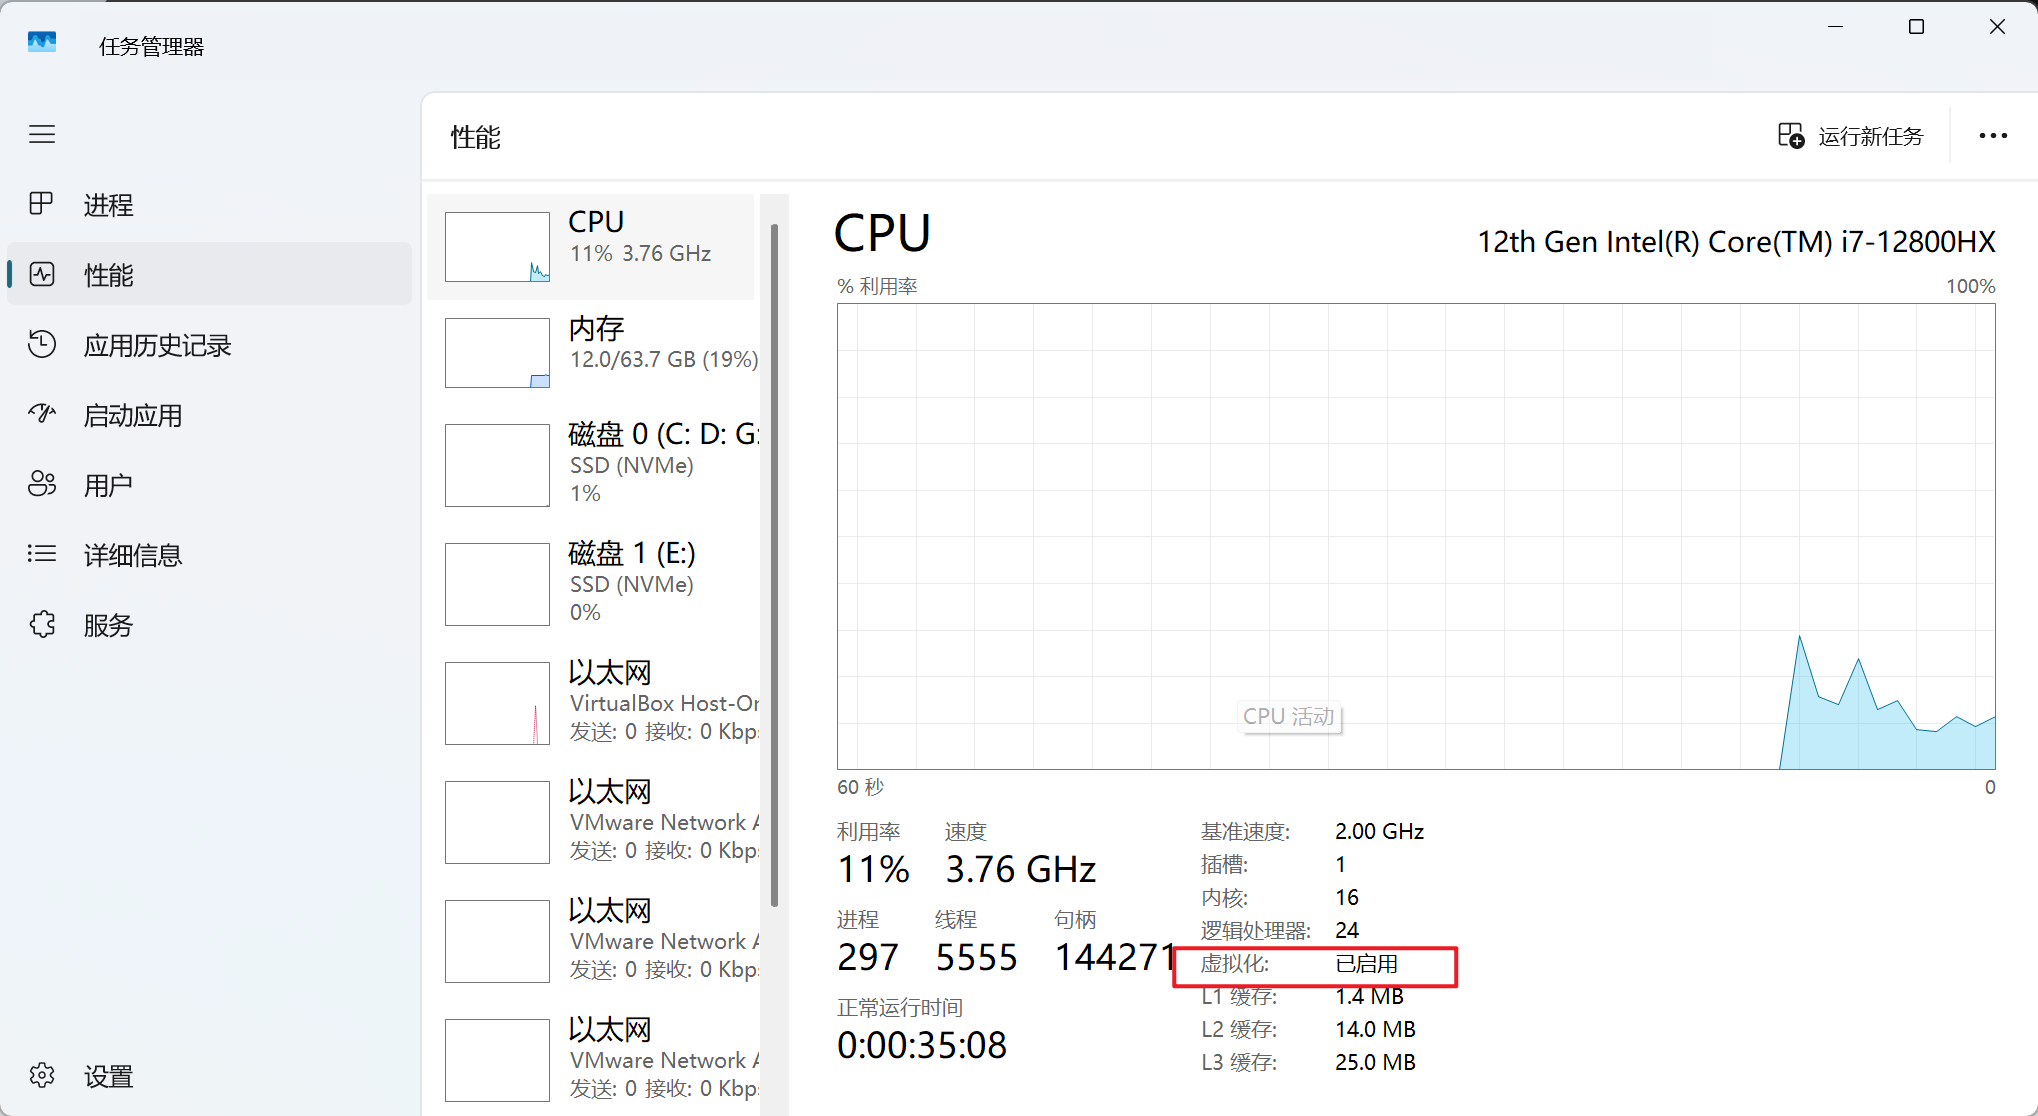 任务管理器
进程
性能
应用历史记录
启动应用
用户
详细信息
服务
设置
性能
运行新任务
CPU
11% 3.76 GHz
内存
12.0/63.7 GB (19%)
磁盘 0 (C: D: G:
SSD (NVMe)
1%
磁盘 1 (E:)
SSD (NVMe)
0%
以太网
VirtualBox Host-On
发送: 0 接收: 0 Kbps
以太网
VMware Network A
发送: 0 接收: 0 Kbps
以太网
VMware Network A
发送: 0 接收: 0 Kbps
以太网
VMware Network A
发送: 0 接收: 0 Kbps
CPU
12th Gen Intel(R) Core(TM) i7-12800HX
% 利用率
100%
CPU 活动
60 秒
0
利用率 速度
11% 3.76 GHz
进程 线程 句柄
297 5555 144271
正常运行时间
0:00:35:08
基准速度: 2.00 GHz
插槽: 1
内核: 16
逻辑处理器: 24
虚拟化: 已启用
L1 缓存: 1.4 MB
L2 缓存: 14.0 MB
L3 缓存: 25.0 MB